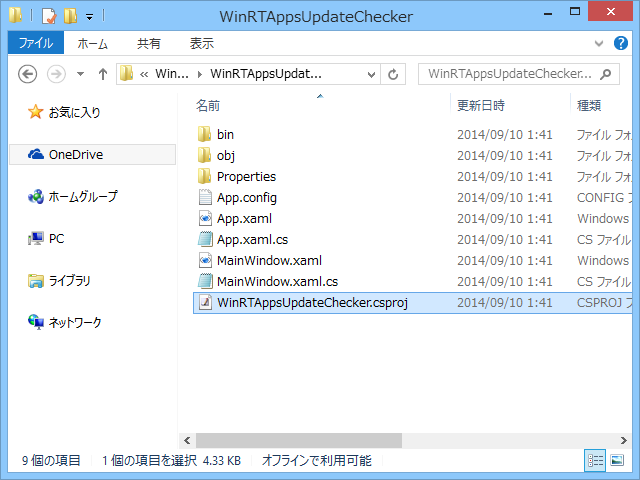 WinRTAppsUpdateChecker
ファイル ホーム 共有 表示
« Win... WinRTAppsUpdat... WinRTAppsUpdateChecker...
名前 更新日時 種類
お気に入り
OneDrive
ホームグループ
PC
ライブラリ
ネットワーク
bin 2014/09/10 1:41 ファイル フォ
obj 2014/09/10 1:41 ファイル フォ
Properties 2014/09/10 1:41 ファイル フォ
App.config 2014/09/10 1:41 CONFIG フ
App.xaml 2014/09/10 1:41 Windows
App.xaml.cs 2014/09/10 1:41 CS ファイル
MainWindow.xaml 2014/09/10 1:41 Windows
MainWindow.xaml.cs 2014/09/10 1:41 CS ファイル
WinRTAppsUpdateChecker.csproj 2014/09/10 1:41 CSPROJ フ
9 個の項目 1 個の項目を選択 4.33 KB オフラインで利用可能